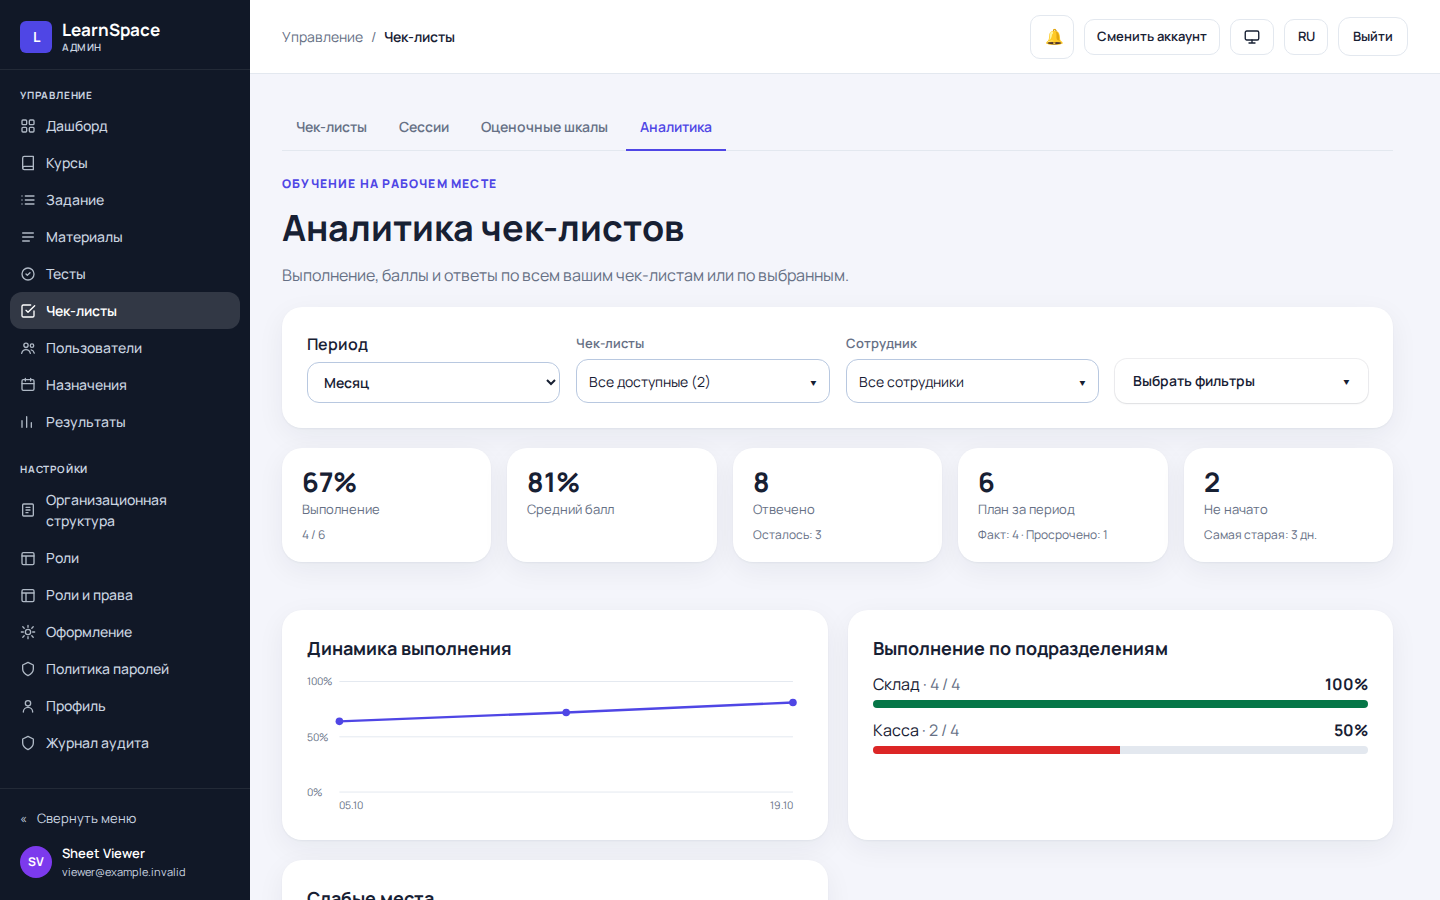 L
LearnSpace
АДМИН
УПРАВЛЕНИЕ
Дашборд
Курсы
Задание
Материалы
Тесты
Чек-листы
Пользователи
Назначения
Результаты
НАСТРОЙКИ
Организационная
структура
Роли
Роли и права
Оформление
Политика паролей
Профиль
Журнал аудита
« Свернуть меню
SV
Sheet Viewer
viewer@example.invalid
Управление / Чек-листы
Сменить аккаунт
RU
Выйти
Чек-листы Сессии Оценочные шкалы Аналитика
ОБУЧЕНИЕ НА РАБОЧЕМ МЕСТЕ
Аналитика чек-листов
Выполнение, баллы и ответы по всем вашим чек-листам или по выбранным.
Период
Месяц
Чек-листы
Все доступные (2)
Сотрудник
Все сотрудники
Выбрать фильтры
67%
Выполнение
4 / 6
81%
Средний балл
8
Отвечено
Осталось: 3
6
План за период
Факт: 4 · Просрочено: 1
2
Не начато
Самая старая: 3 дн.
Динамика выполнения
100%
50%
0%
05.10
19.10
Выполнение по подразделениям
Склад · 4 / 4 100%
Касса · 2 / 4 50%
Слабые места